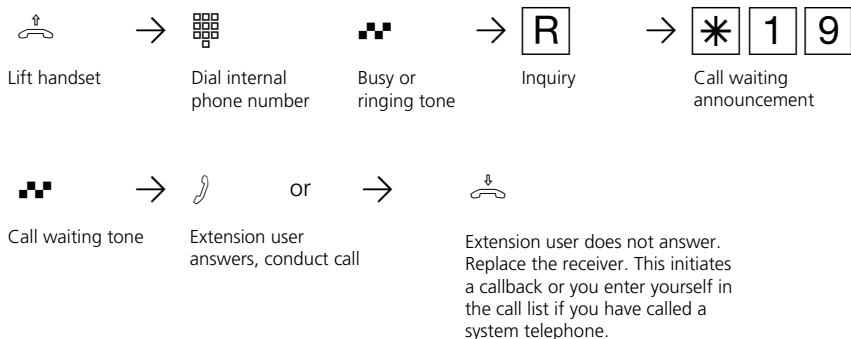 R
* 1 9
Lift handset
Dial internal
phone number
Busy or
ringing tone
Inquiry
Call waiting
announcement
or
Call waiting tone
Extension user
answers, conduct call
Extension user does not answer.
Replace the receiver. This initiates
a callback or you enter yourself in
the call list if you have called a
system telephone.